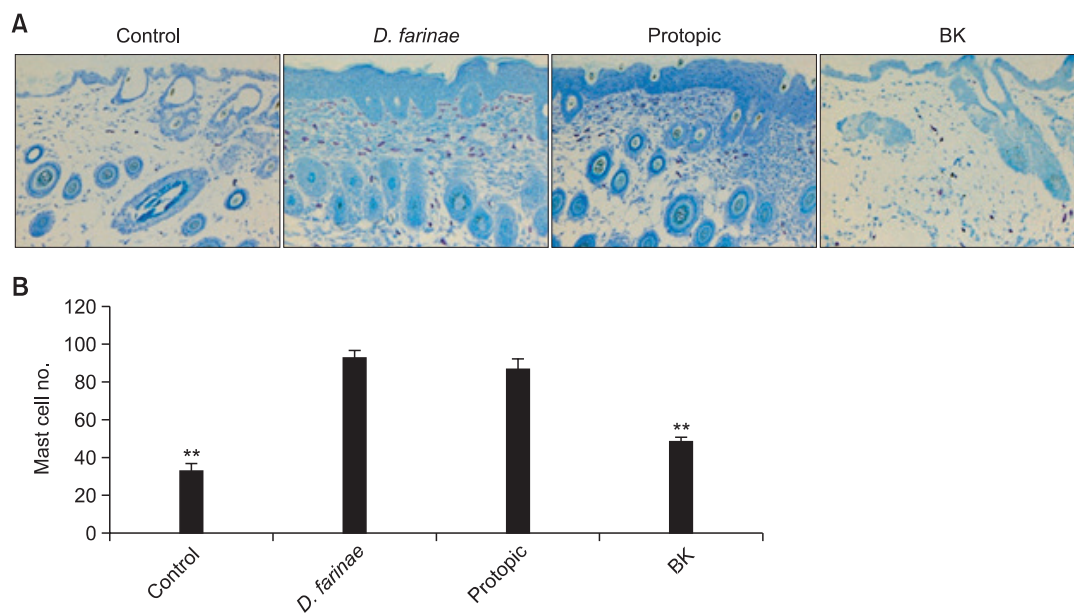 A
Control D. farinae Protopic BK
B
120
100
80
60
40
20
0
Mast cell no.
**
**
Control D. farinae Protopic BK